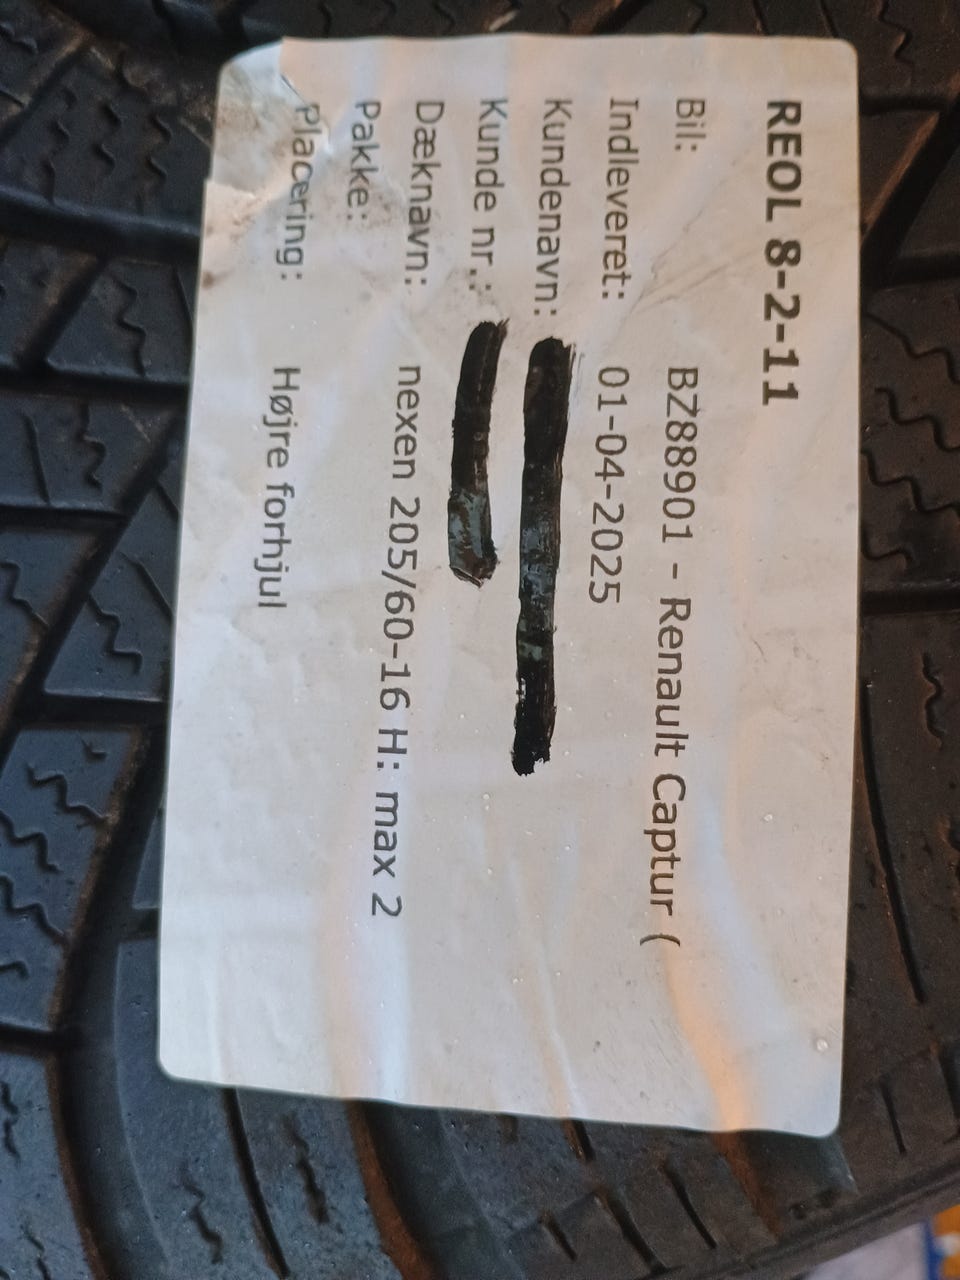 REOL 8-2-11
Bil: BZ88901 - Renault Captur (
Indleveret: 01-04-2025
Kundenavn:
Kunde nr.:
Dæknavn: nexen 205/60-16 H: max 2
Pakke:
Placering: Højre forhjul